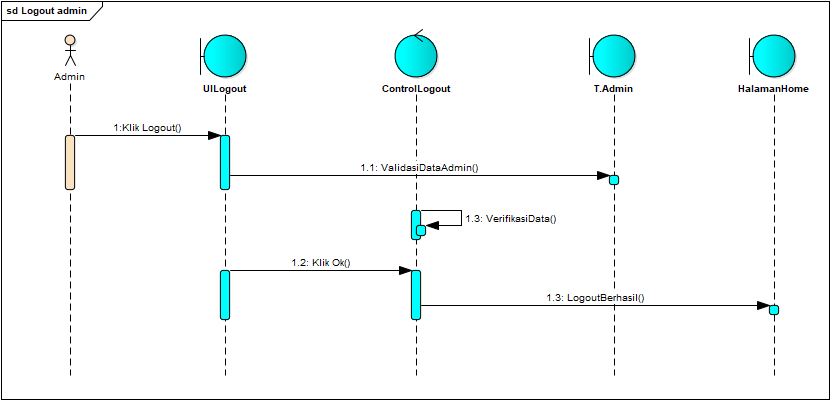 sd Logout admin
Admin
UILogout
ControlLogout
T.Admin
HalamanHome
1:Klik Logout()
1.1: ValidasiDataAdmin()
1.3: VerifikasiData()
1.2: Klik Ok()
1.3: LogoutBerhasil()